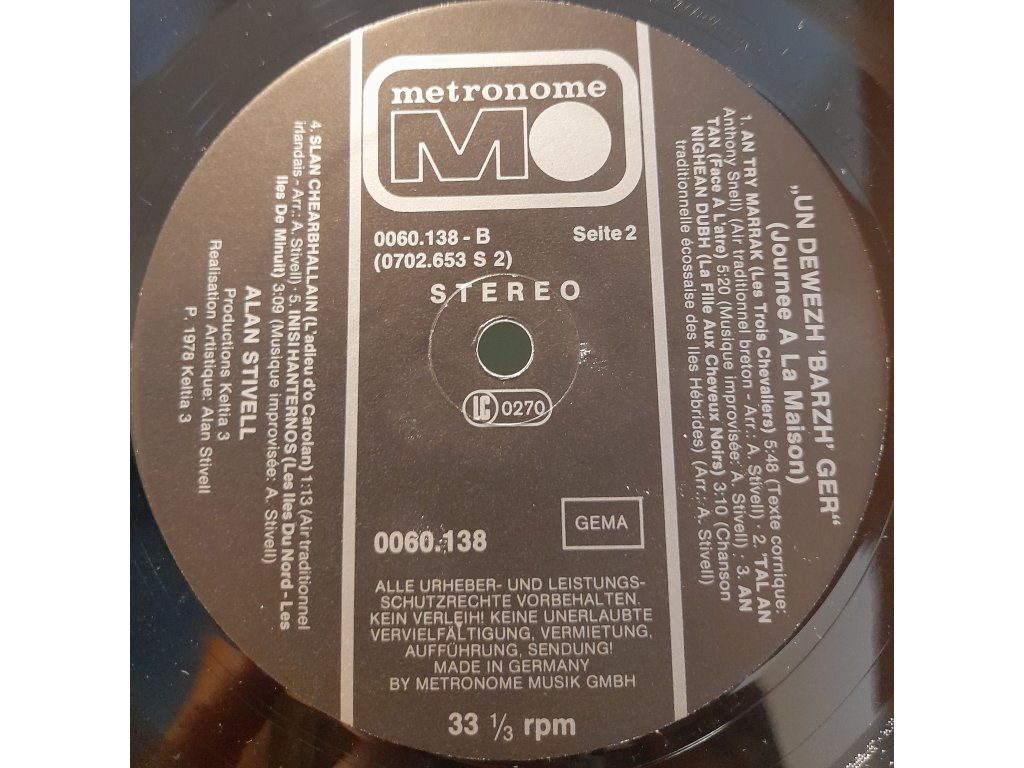 metronome
MO
0060.138 - B
Seite 2
(0702.653 S 2)
STEREO
LC 0270
0060.138
GEMA
ALLE URHEBER- UND LEISTUNGS-
SCHUTZRECHTE VORBEHALTEN.
KEIN VERLEIH! KEINE UNERLAUBTE
VERVIELFÄLTIGUNG, VERMIETUNG,
AUFFÜHRUNG, SENDUNG!
MADE IN GERMANY
BY METRONOME MUSIK GMBH
33 1/3 rpm
„UN DEWEZH 'BARZH' GER“
(Journee A La Maison)
1. AN TRY MARRAK (Les Trois Chevaliers) 5:48 (Texte cornique:
Anthony Snell) (Air traditionnel breton - Arr.: A. Stivell) · 2. 'TAL AN
TAN (Face A L'atre) 5:20 (Musique improvisée: A. Stivell) · 3. AN
NIGHEAN DUBH (La Fille Aux Cheveux Noirs) 3:10 (Chanson
traditionnelle écossaise des Iles Hébrides) (Arr.: A. Stivell)
4. SLAN CHEARBHALLAIN (L'adieu d'o Carolan) 1:13 (Air traditionnel
irlandais - Arr.: A. Stivell) · 5. INISI HANTERNOS (Les Iles Du Nord - Les
Iles De Minuit) 3:09 (Musique improvisée: A. Stivell)
ALAN STIVELL
Productions Keltia 3
Realisation Artistique: Alan Stivell
P. 1978 Keltia 3